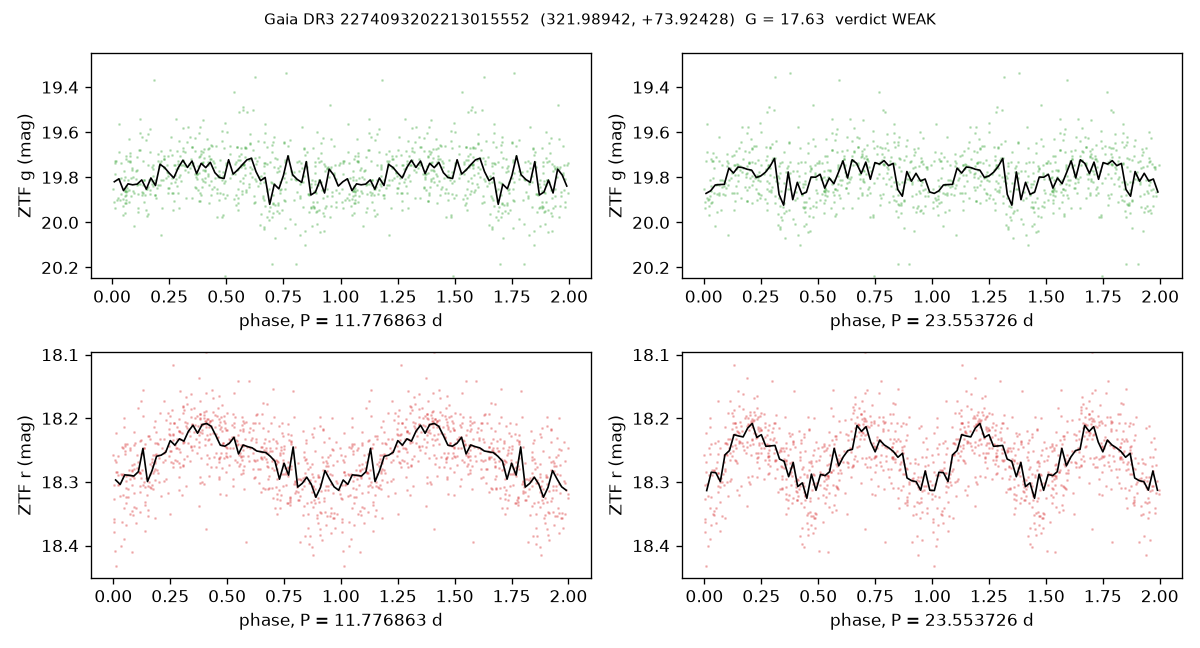 Gaia DR3 2274093202213015552 (321.98942, +73.92428) G = 17.63 verdict WEAK
ZTF g (mag)
19.4
19.6
19.8
20.0
20.2
0.00 0.25 0.50 0.75 1.00 1.25 1.50 1.75 2.00
phase, P = 11.776863 d
ZTF g (mag)
19.4
19.6
19.8
20.0
20.2
0.00 0.25 0.50 0.75 1.00 1.25 1.50 1.75 2.00
phase, P = 23.553726 d
ZTF r (mag)
18.1
18.2
18.3
18.4
0.00 0.25 0.50 0.75 1.00 1.25 1.50 1.75 2.00
phase, P = 11.776863 d
ZTF r (mag)
18.1
18.2
18.3
18.4
0.00 0.25 0.50 0.75 1.00 1.25 1.50 1.75 2.00
phase, P = 23.553726 d